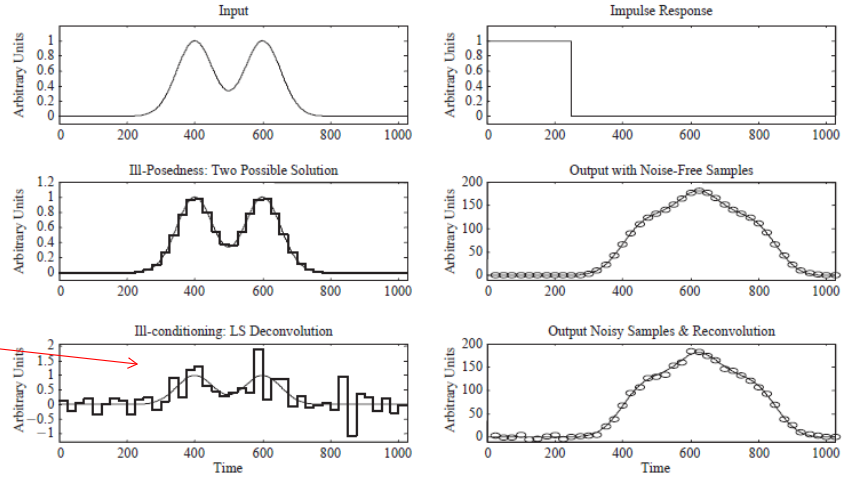 Input
Arbitrary Units
1
0.8
0.6
0.4
0.2
0
0 200 400 600 800 1000
Impulse Response
Arbitrary Units
1
0.8
0.6
0.4
0.2
0
0 200 400 600 800 1000
Ill-Posedness: Two Possible Solution
Arbitrary Units
1.2
1
0.8
0.6
0.4
0.2
0
0 200 400 600 800 1000
Output with Noise-Free Samples
Arbitrary Units
200
150
100
50
0
0 200 400 600 800 1000
Ill-conditioning: LS Deconvolution
Arbitrary Units
2
1.5
1
0.5
0
−0.5
−1
0 200 400 600 800 1000
Time
Output Noisy Samples & Reconvolution
Arbitrary Units
200
150
100
50
0
0 200 400 600 800 1000
Time